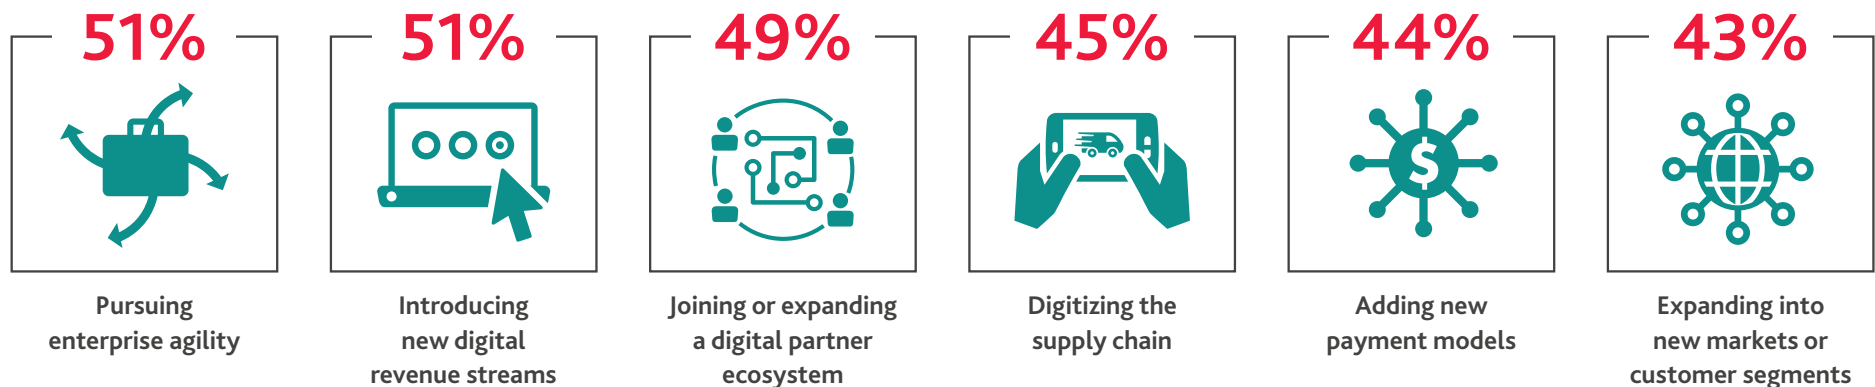 51%
Pursuing
enterprise agility
51%
Introducing
new digital
revenue streams
49%
Joining or expanding
a digital partner
ecosystem
45%
Digitizing the
supply chain
44%
Adding new
payment models
43%
Expanding into
new markets or
customer segments